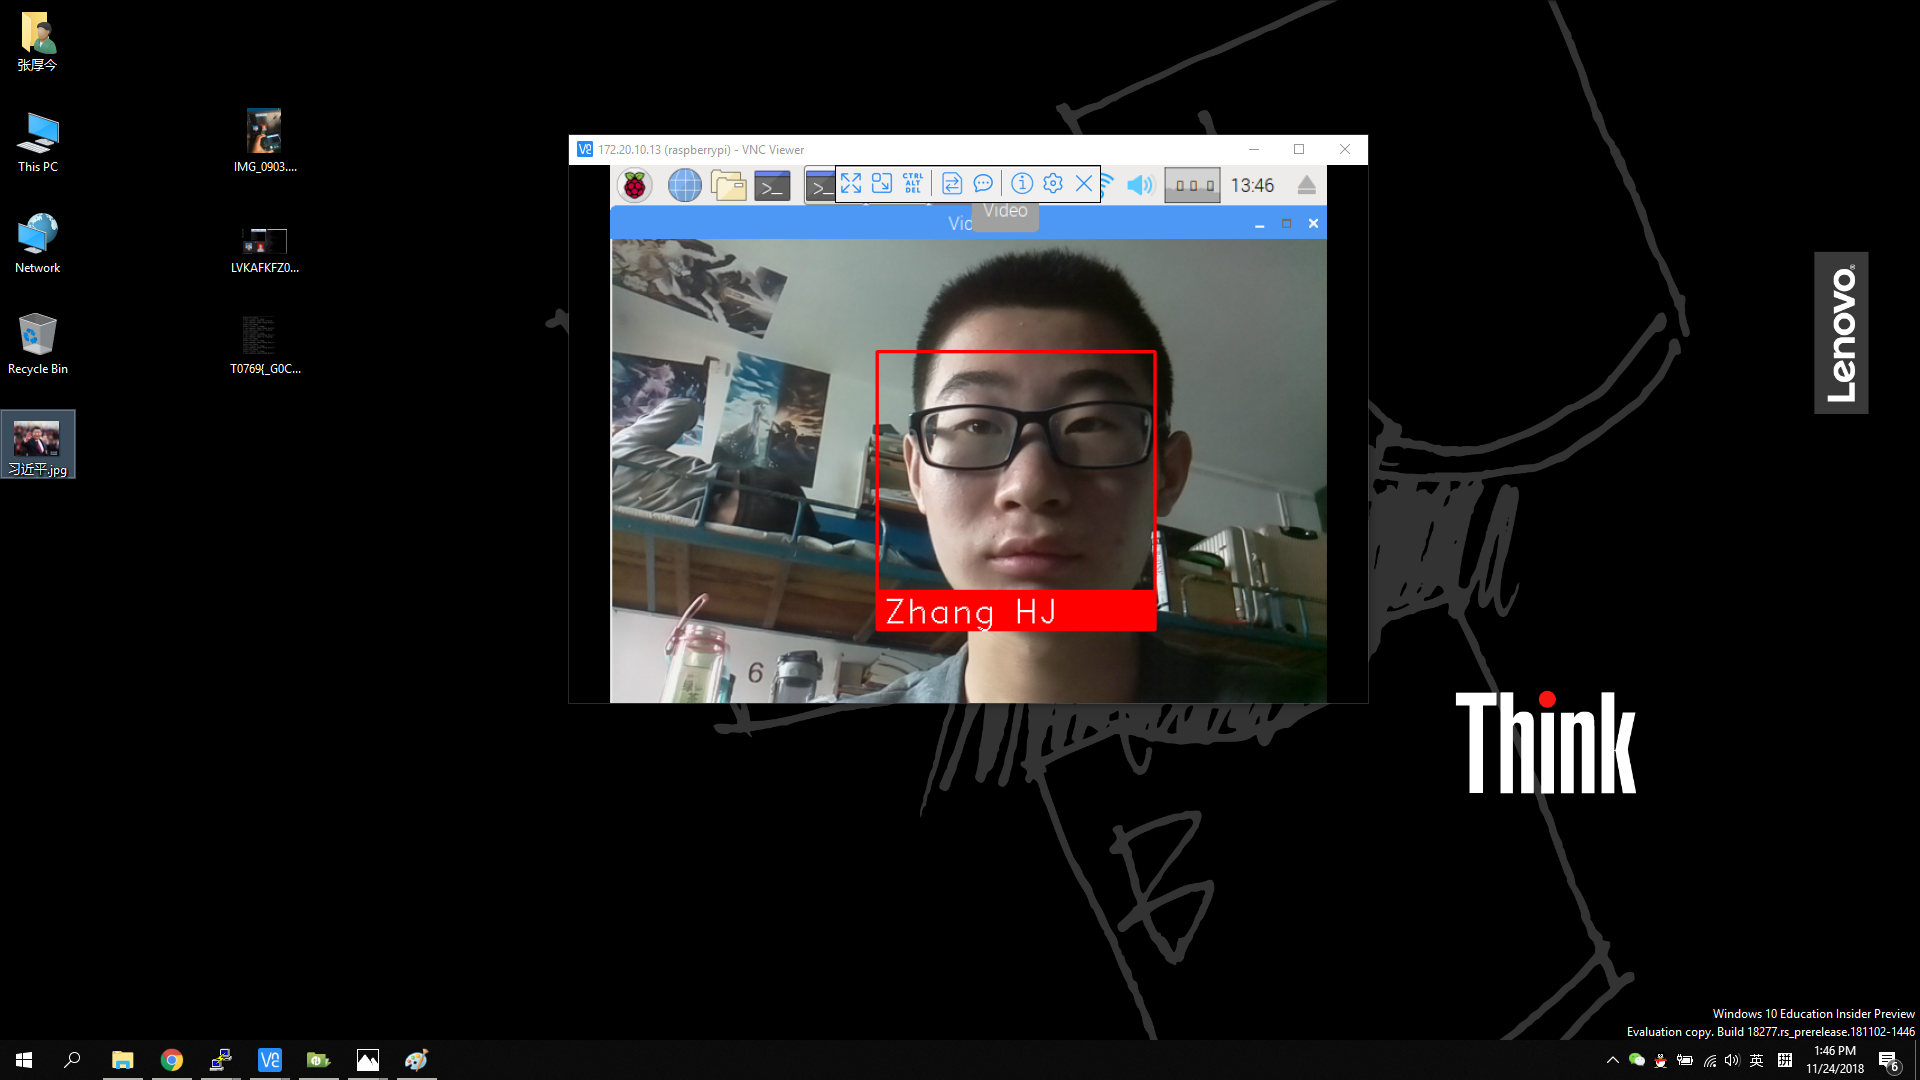 张厚今
This PC
Network
Recycle Bin
习近平.jpg
IMG_0903....
LVKAFKFZ0...
T0769{_G0C...
172.20.10.13 (raspberrypi) - VNC Viewer
CTRL
ALT
DEL
13:46
Vid
Video
Zhang HJ
6
Lenovo
Think
Windows 10 Education Insider Preview
Evaluation copy. Build 18277.rs_prerelease.181102-1446
英
拼
1:46 PM
11/24/2018
6